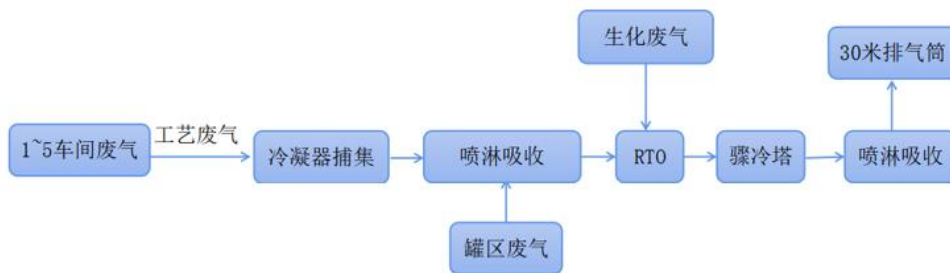 生化废气
30米排气筒
1~5车间废气
工艺废气
冷凝器捕集
喷淋吸收
RTO
骤冷塔
喷淋吸收
罐区废气